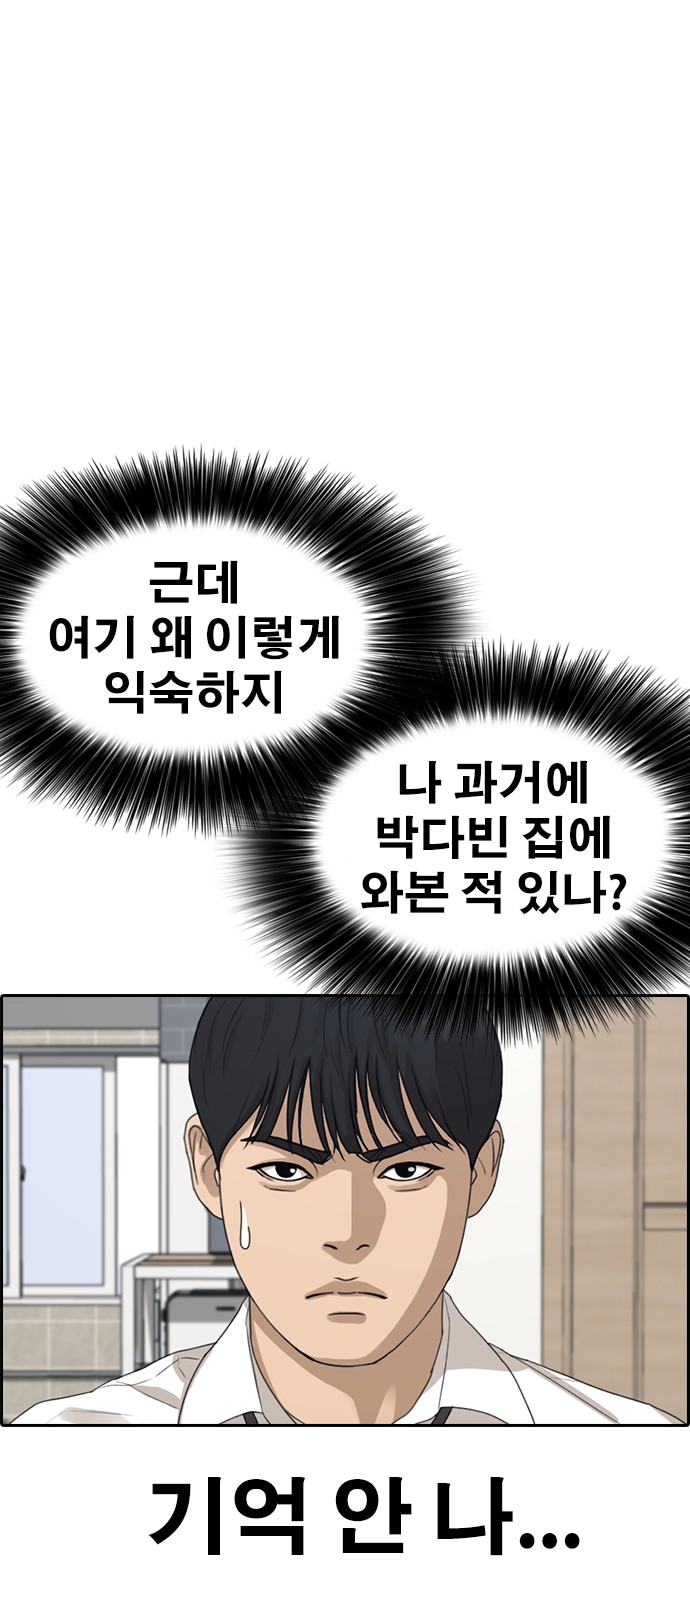 근데
여기 왜 이렇게
익숙하지
나 과거에
박다빈 집에
와본 적 있나?
기억 안 나...